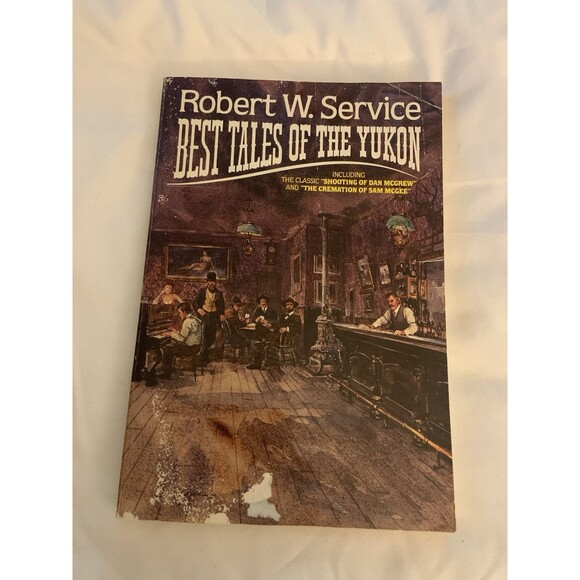 Robert W. Service
BEST TALES OF THE YUKON
INCLUDING
THE CLASSIC "SHOOTING OF DAN MCGREW"
AND "THE CREMATION OF SAM MCGEE"